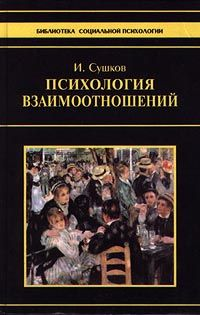 БИБЛИОТЕКА СОЦИАЛЬНОЙ ПСИХОЛОГИИ
И. Сушков
ПСИХОЛОГИЯ
ВЗАИМООТНОШЕНИЙ